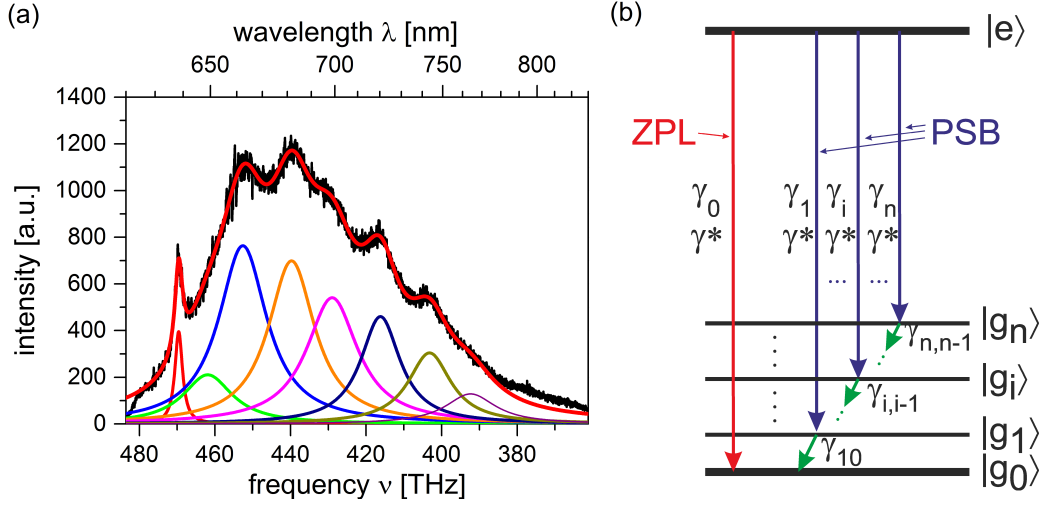 (a)
wavelength λ [nm]
650 700 750 800
1400
1200
1000
800
600
400
200
0
intensity [a.u.]
480 460 440 420 400 380
frequency ν [THz]
(b)
|e⟩
ZPL PSB
γ0 γ1 γi γn
γ* γ* γ* γ*
... ...
|gn⟩
γn,n-1
|gi⟩
γi,i-1
|g1⟩
γ10
|g0⟩